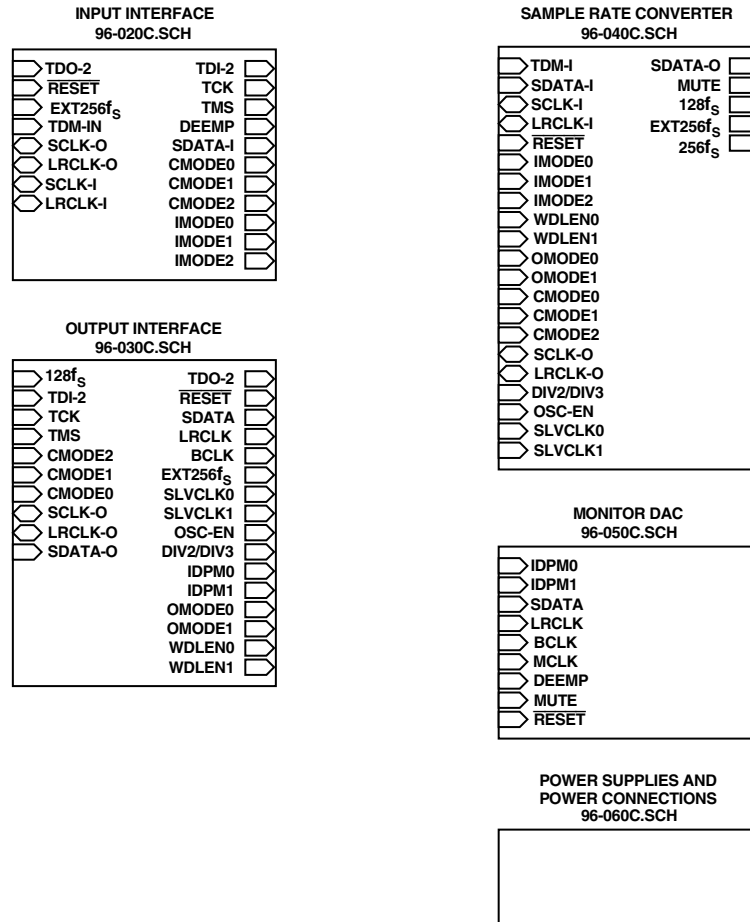 INPUT INTERFACE
96-020C.SCH
TDO-2 TDI-2
RESET TCK
EXT256fS TMS
TDM-IN DEEMP
SCLK-O SDATA-I
LRCLK-O CMODE0
SCLK-I CMODE1
LRCLK-I CMODE2
IMODE0
IMODE1
IMODE2
OUTPUT INTERFACE
96-030C.SCH
128fS TDO-2
TDI-2 RESET
TCK SDATA
TMS LRCLK
CMODE2 BCLK
CMODE1 EXT256fS
CMODE0 SLVCLK0
SCLK-O SLVCLK1
LRCLK-O OSC-EN
SDATA-O DIV2/DIV3
IDPM0
IDPM1
OMODE0
OMODE1
WDLEN0
WDLEN1
SAMPLE RATE CONVERTER
96-040C.SCH
TDM-I SDATA-O
SDATA-I MUTE
SCLK-I 128fS
LRCLK-I EXT256fS
RESET 256fS
IMODE0
IMODE1
IMODE2
WDLEN0
WDLEN1
OMODE0
OMODE1
CMODE0
CMODE1
CMODE2
SCLK-O
LRCLK-O
DIV2/DIV3
OSC-EN
SLVCLK0
SLVCLK1
MONITOR DAC
96-050C.SCH
IDPM0
IDPM1
SDATA
LRCLK
BCLK
MCLK
DEEMP
MUTE
RESET
POWER SUPPLIES AND
POWER CONNECTIONS
96-060C.SCH